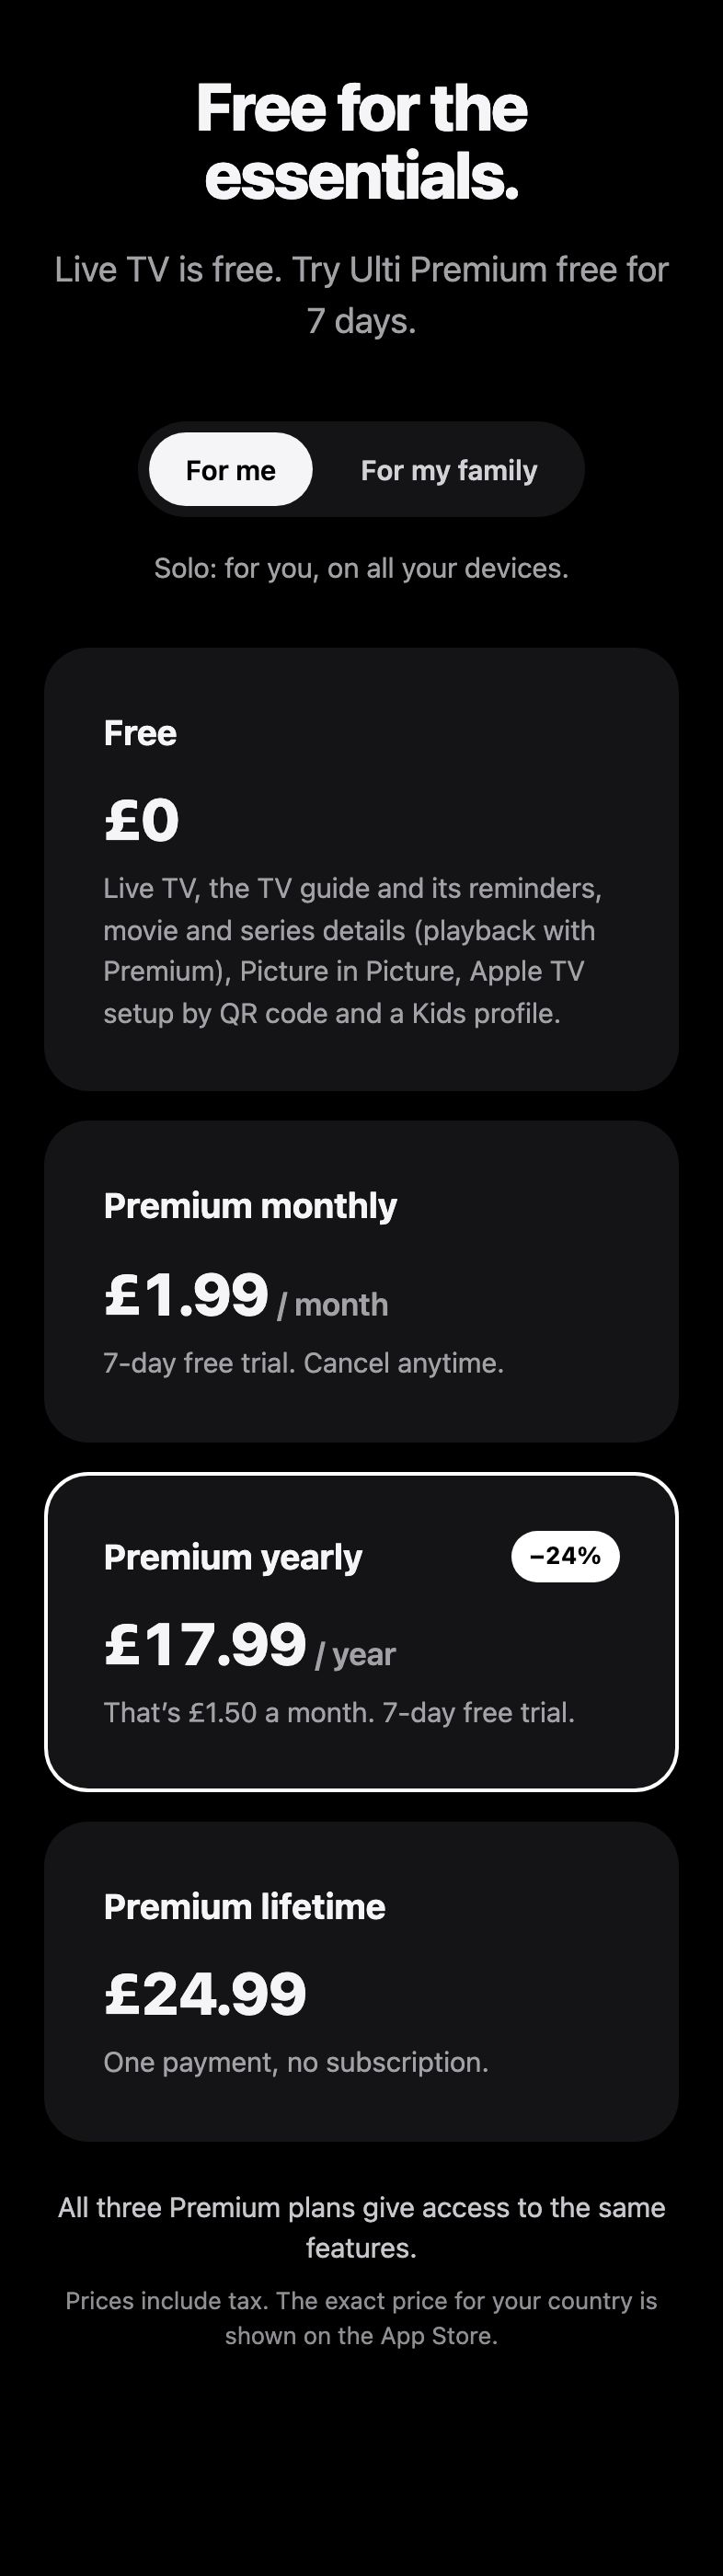 Free for the
essentials.
Live TV is free. Try Ulti Premium free for
7 days.
For me
For my family
Solo: for you, on all your devices.
Free
£0
Live TV, the TV guide and its reminders,
movie and series details (playback with
Premium), Picture in Picture, Apple TV
setup by QR code and a Kids profile.
Premium monthly
£1.99 / month
7-day free trial. Cancel anytime.
Premium yearly
−24%
£17.99 / year
That’s £1.50 a month. 7-day free trial.
Premium lifetime
£24.99
One payment, no subscription.
All three Premium plans give access to the same
features.
Prices include tax. The exact price for your country is
shown on the App Store.